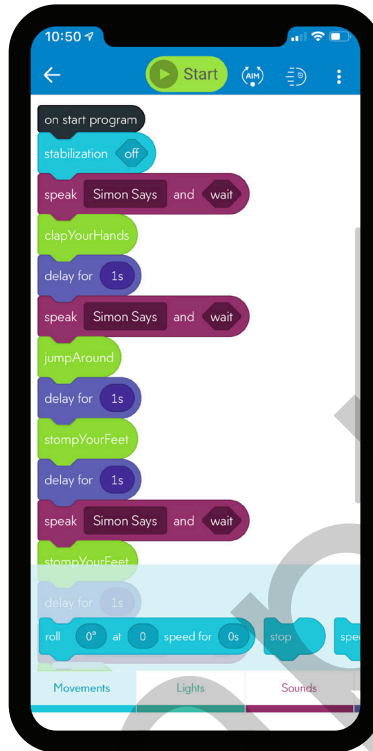 10:50
Start
AIM
on start program
stabilization off
speak Simon Says and wait
clapYourHands
delay for 1s
speak Simon Says and wait
jumpAround
delay for 1s
stompYourFeet
delay for 1s
speak Simon Says and wait
stompYourFeet
delay for 1s
roll 0° at 0 speed for 0s stop
Movements Lights Sounds